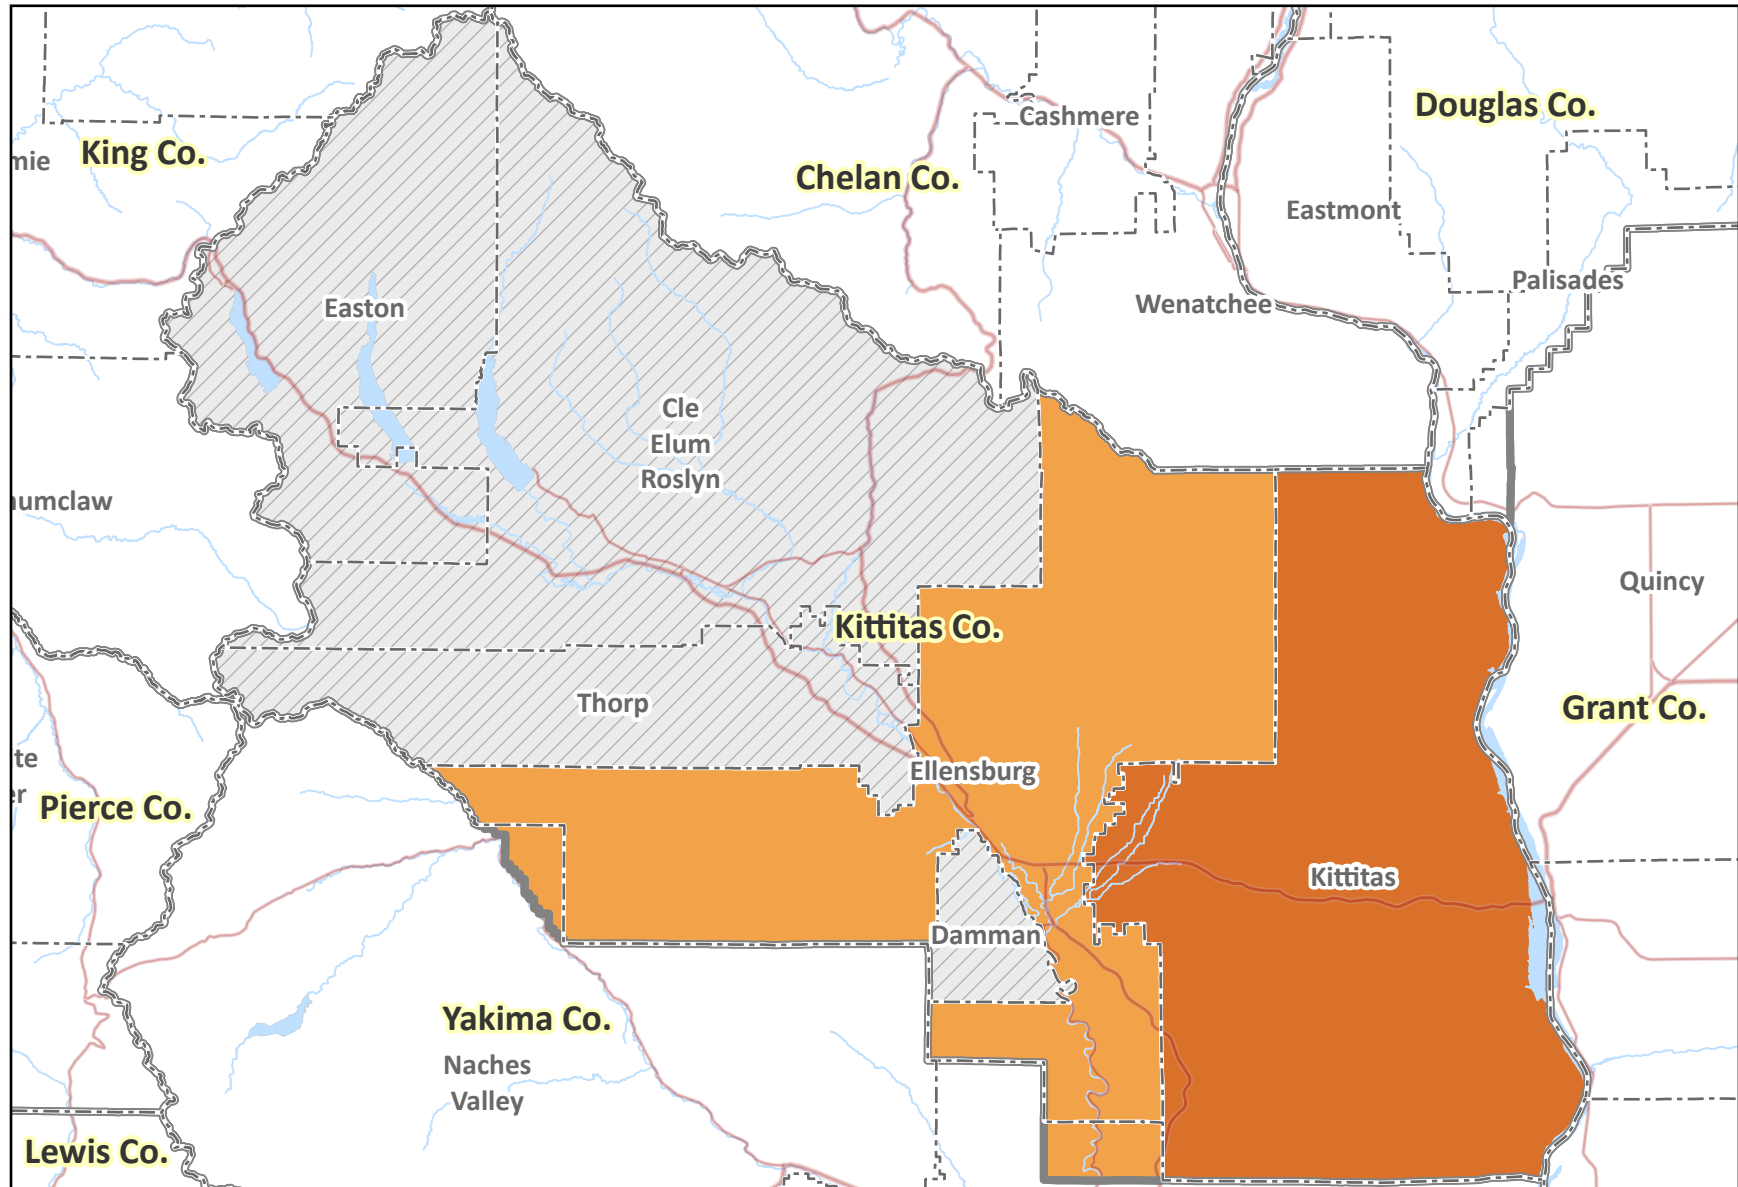 Cashmere
Douglas Co.
King Co.
mie
Chelan Co.
Eastmont
Palisades
Wenatchee
Easton
Cle
Elum
Roslyn
umclaw
Quincy
Kittitas Co.
Thorp
Grant Co.
te
er
Ellensburg
Pierce Co.
Kittitas
Damman
Yakima Co.
Naches
Valley
Lewis Co.